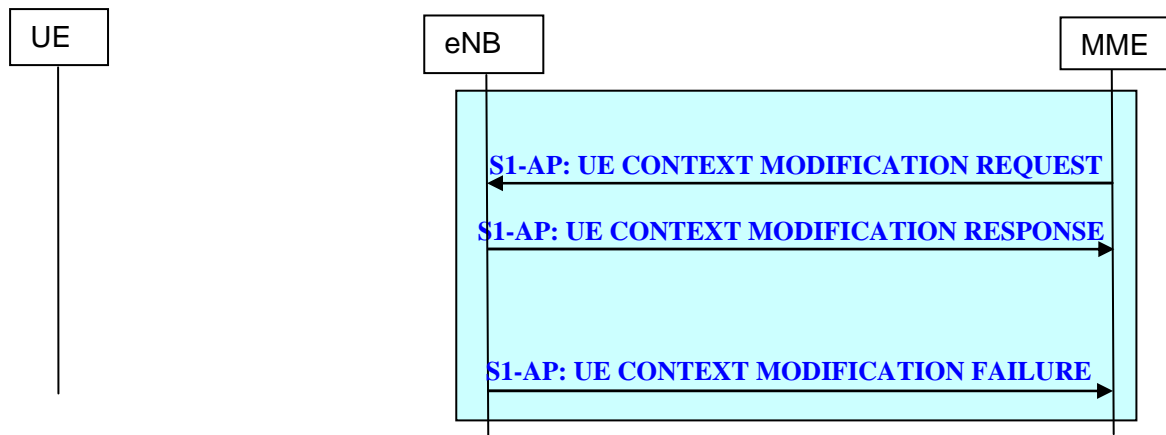 UE
eNB
MME
S1-AP: UE CONTEXT MODIFICATION REQUEST
S1-AP: UE CONTEXT MODIFICATION RESPONSE
S1-AP: UE CONTEXT MODIFICATION FAILURE